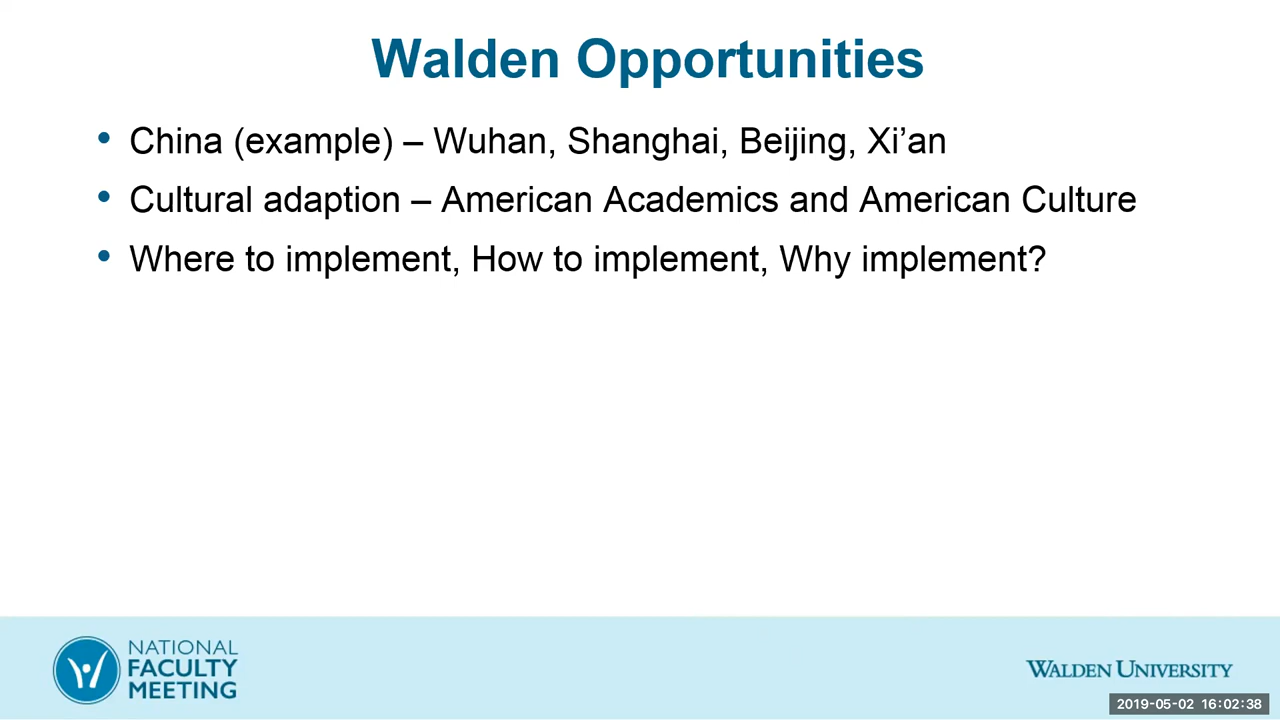 Walden Opportunities
• China (example) – Wuhan, Shanghai, Beijing, Xi’an
• Cultural adaption – American Academics and American Culture
• Where to implement, How to implement, Why implement?
NATIONAL
FACULTY
MEETING
WALDEN UNIVERSITY
2019-05-02 16:02:38